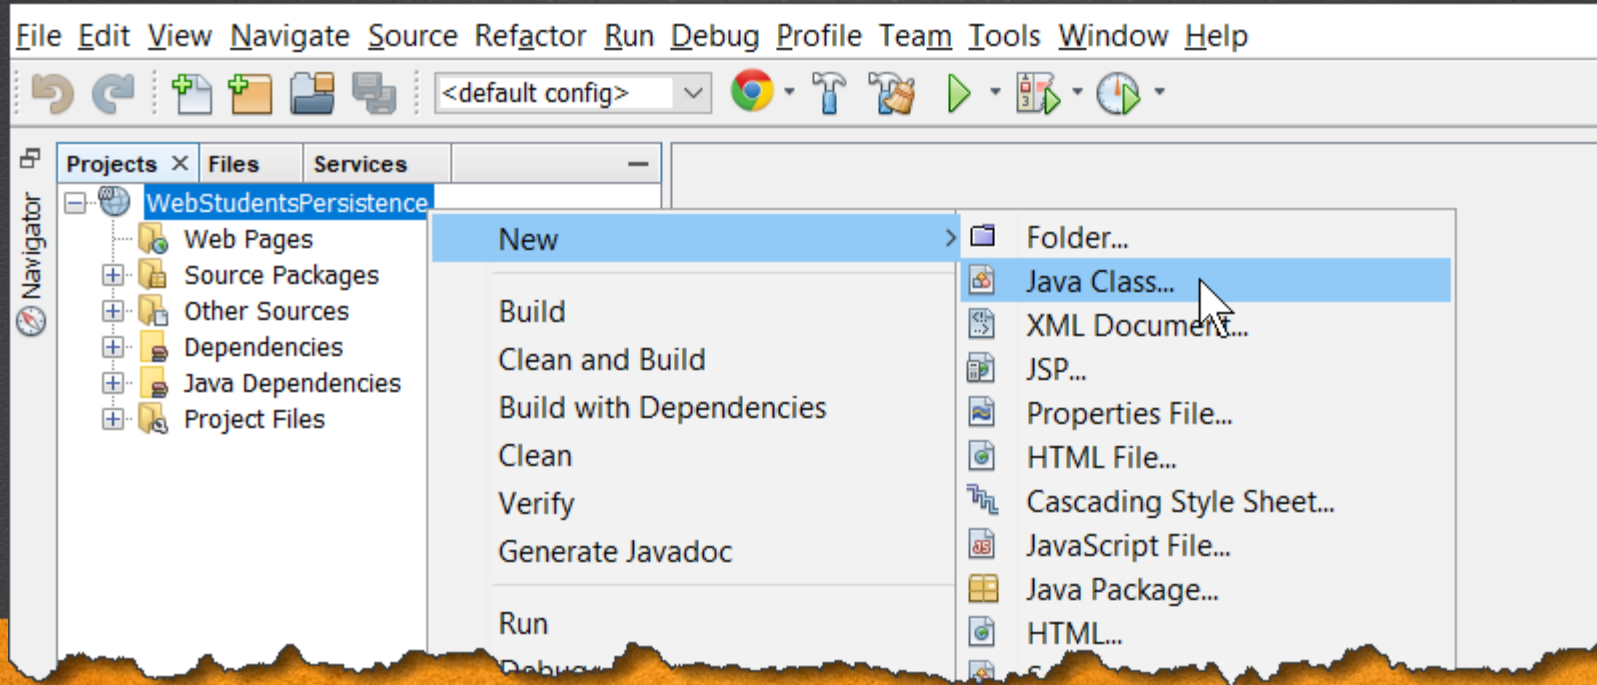 File Edit View Navigate Source Refactor Run Debug Profile Team Tools Window Help
<default config>
Projects Files Services
Navigator
WebStudentsPersistence
Web Pages
Source Packages
Other Sources
Dependencies
Java Dependencies
Project Files
New
Build
Clean and Build
Build with Dependencies
Clean
Verify
Generate Javadoc
Run
Debug
Folder...
Java Class...
XML Document...
JSP...
Properties File...
HTML File...
Cascading Style Sheet...
JavaScript File...
Java Package...
HTML...